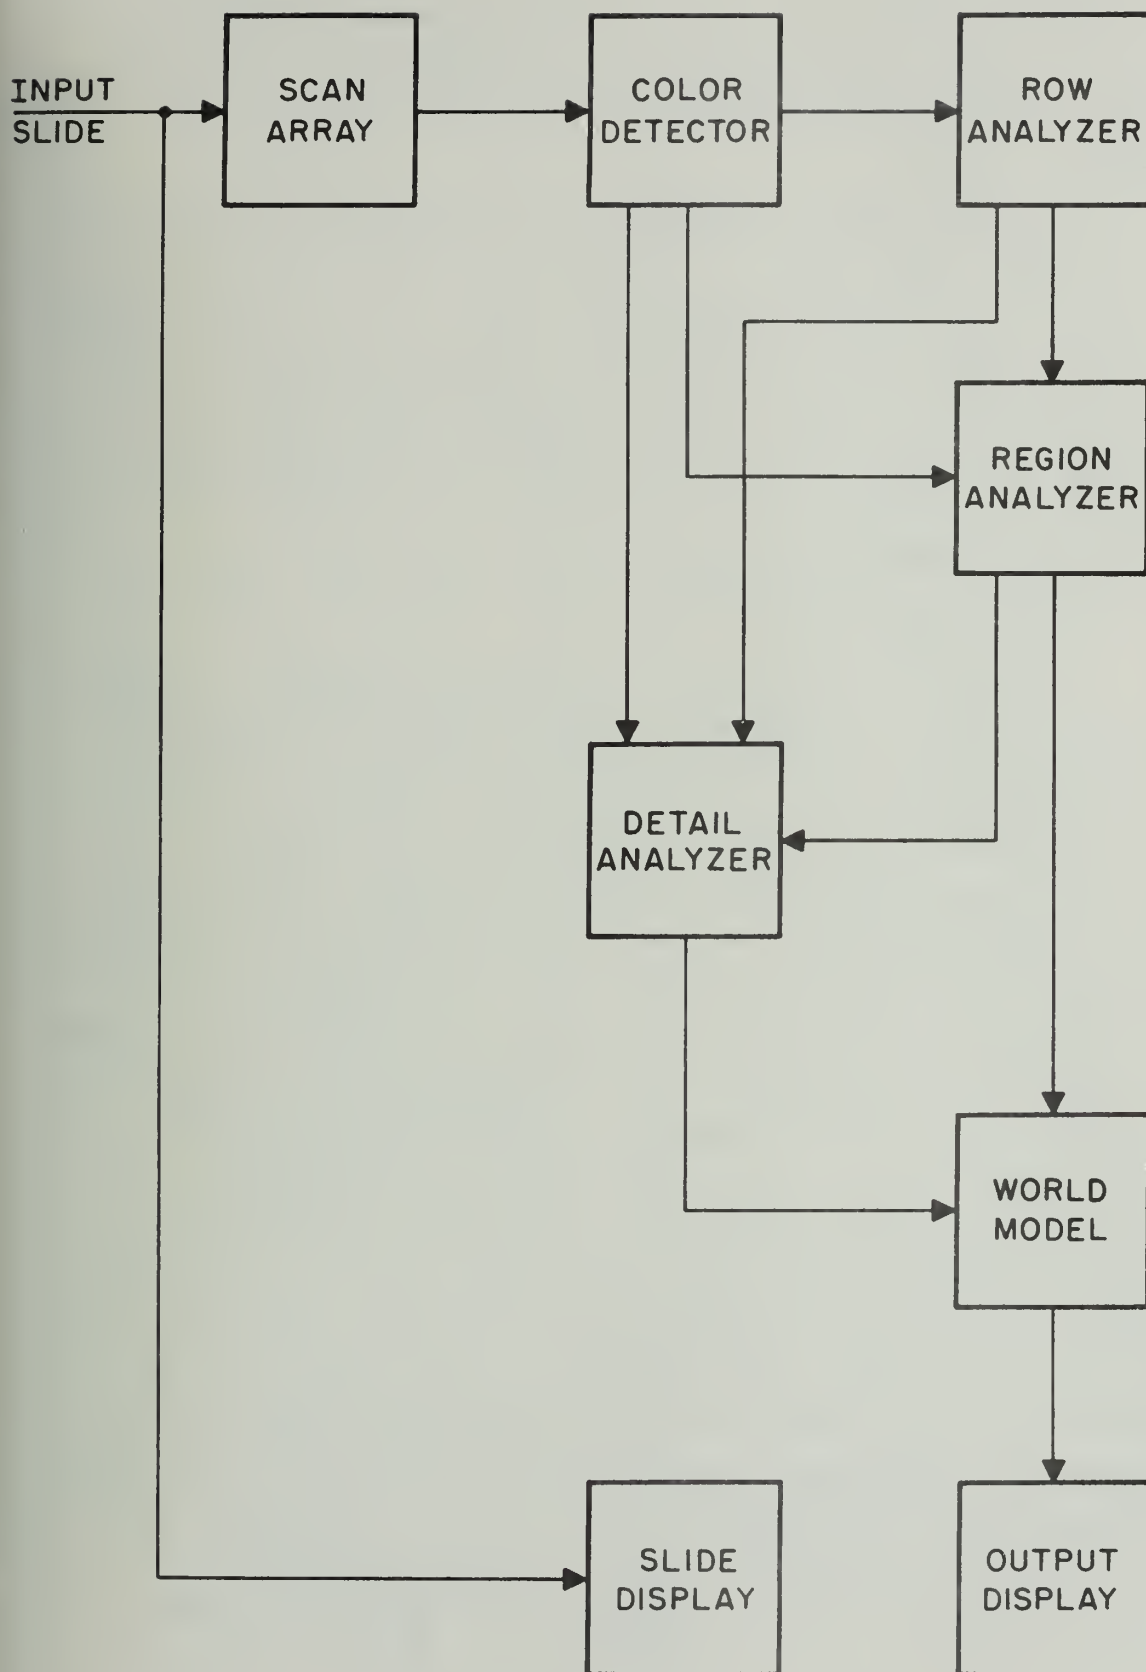 INPUT
SLIDE
SCAN
ARRAY
COLOR
DETECTOR
ROW
ANALYZER
REGION
ANALYZER
DETAIL
ANALYZER
WORLD
MODEL
SLIDE
DISPLAY
OUTPUT
DISPLAY